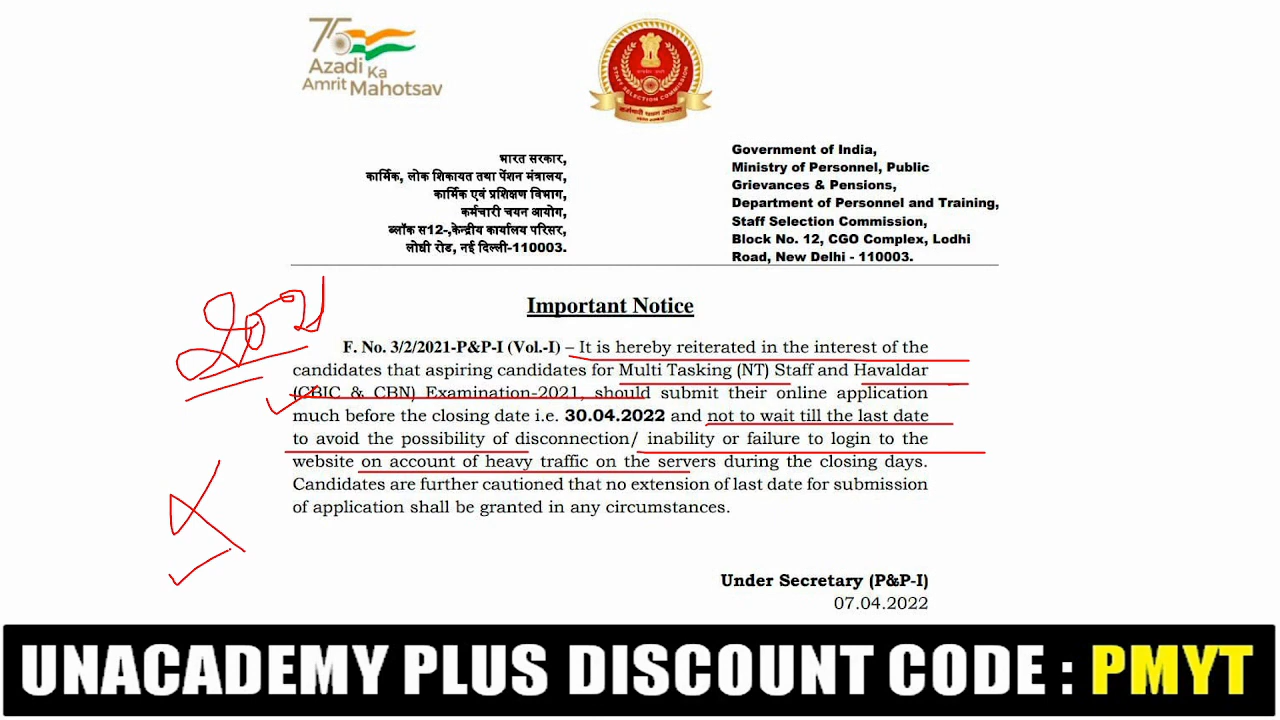 75
Azadi Ka
Amrit Mahotsav
STAFF SELECTION COMMISSION
कर्मचारी चयन आयोग
भारत सरकार,
कार्मिक, लोक शिकायत तथा पेंशन मंत्रालय,
कार्मिक एवं प्रशिक्षण विभाग,
कर्मचारी चयन आयोग,
ब्लॉक स12-,केन्द्रीय कार्यालय परिसर,
लोधी रोड, नई दिल्ली-110003.
Government of India,
Ministry of Personnel, Public
Grievances & Pensions,
Department of Personnel and Training,
Staff Selection Commission,
Block No. 12, CGO Complex, Lodhi
Road, New Delhi - 110003.
Important Notice
2021
F. No. 3/2/2021-P&P-I (Vol.-I) – It is hereby reiterated in the interest of the
candidates that aspiring candidates for Multi Tasking (NT) Staff and Havaldar
(CBIC & CBN) Examination-2021, should submit their online application
much before the closing date i.e. 30.04.2022 and not to wait till the last date
to avoid the possibility of disconnection/ inability or failure to login to the
website on account of heavy traffic on the servers during the closing days.
Candidates are further cautioned that no extension of last date for submission
of application shall be granted in any circumstances.
Under Secretary (P&P-I)
07.04.2022
UNACADEMY PLUS DISCOUNT CODE : PMYT